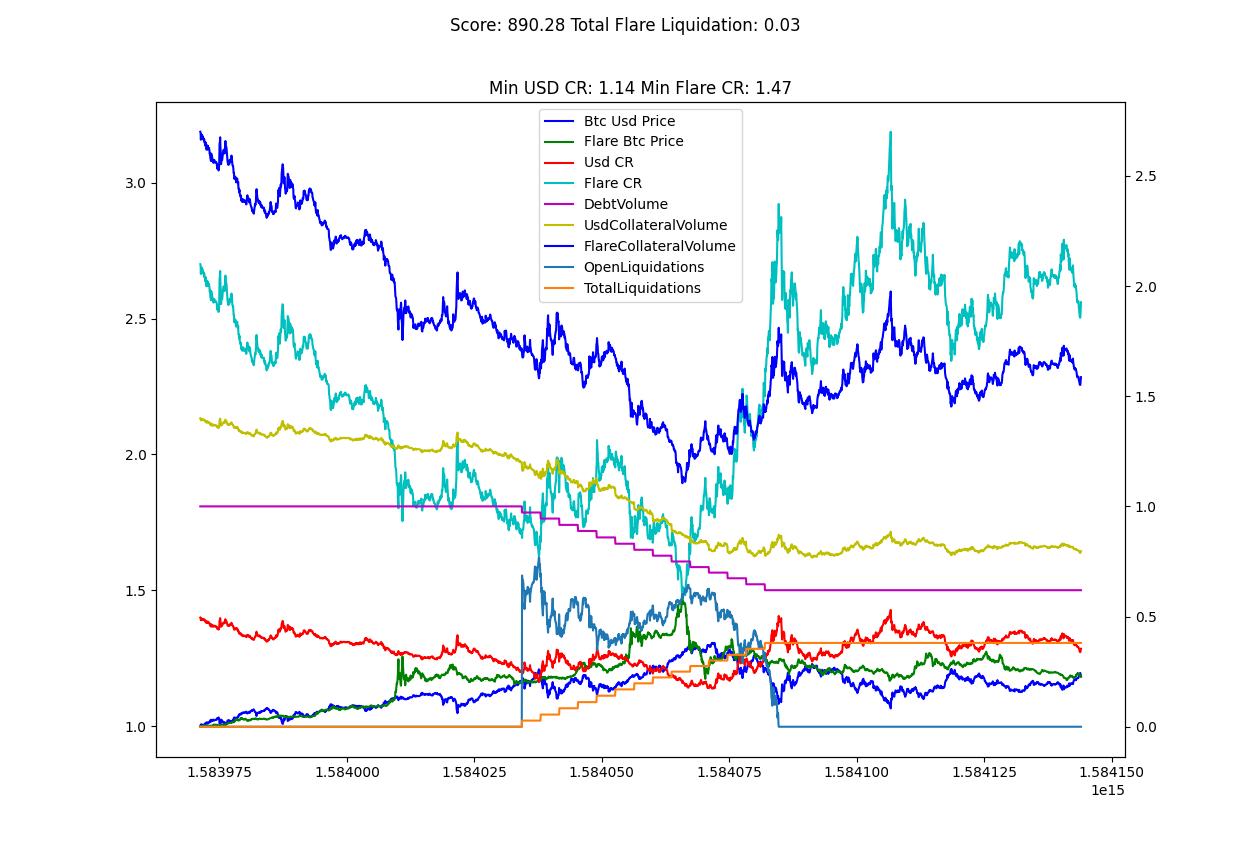 Score: 890.28 Total Flare Liquidation: 0.03
Min USD CR: 1.14 Min Flare CR: 1.47
Btc Usd Price
Flare Btc Price
Usd CR
Flare CR
DebtVolume
UsdCollateralVolume
FlareCollateralVolume
OpenLiquidations
TotalLiquidations
3.0
2.5
2.0
1.5
1.0
2.5
2.0
1.5
1.0
0.5
0.0
1.583975
1.584000
1.584025
1.584050
1.584075
1.584100
1.584125
1.584150
1e15